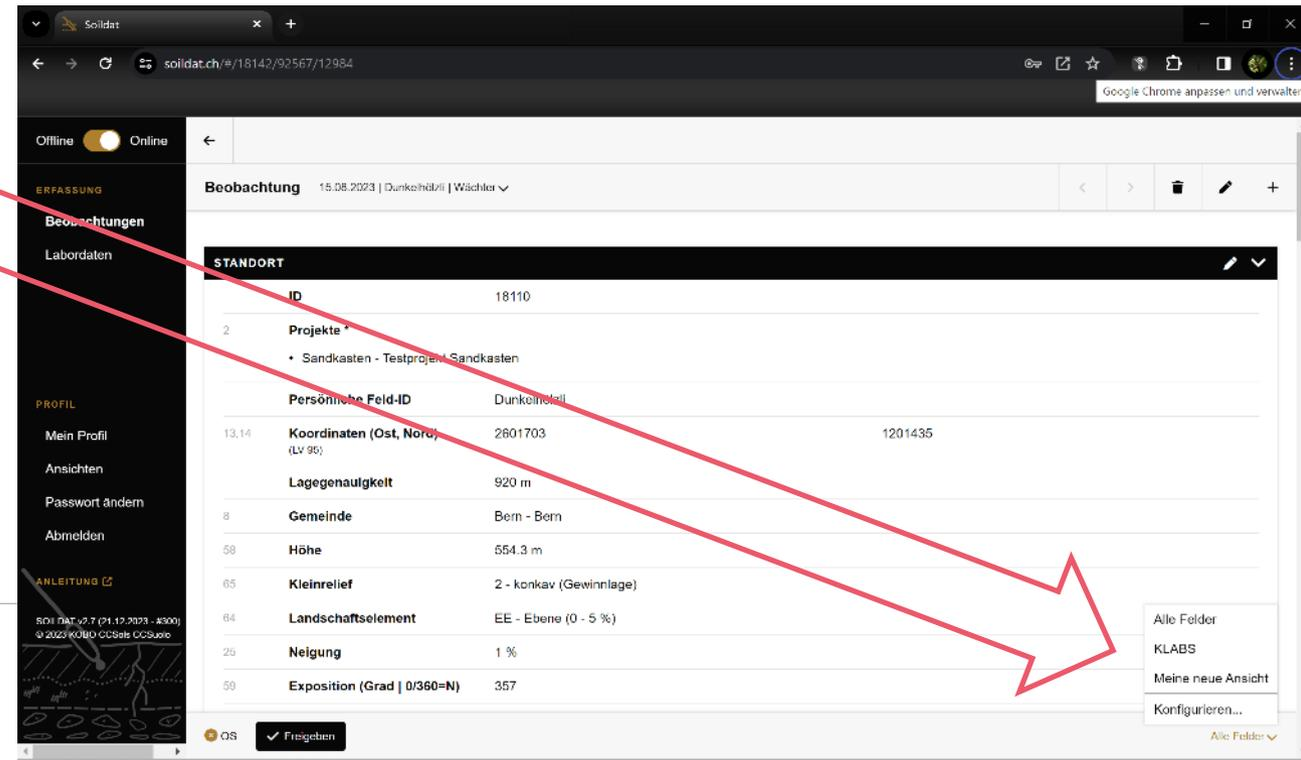 Soildat
soildat.ch/#/18142/92567/12984
Google Chrome anpassen und verwalten
Offline Online
ERFASSUNG
Beobachtungen
Labordaten
PROFIL
Mein Profil
Ansichten
Passwort ändern
Abmelden
ANLEITUNG
SOILDAT v2.7 (21.12.2023 - #300)
© 2023 KOBO CCSols CCSuolo
Beobachtung 15.08.2023 | Dunkelhölzli | Wächter
STANDORT
ID 18110
2 Projekte *
• Sandkasten - Testprojekt Sandkasten
Persönliche Feld-ID Dunkelhölzli
13,14 Koordinaten (Ost, Nord) 2601703 1201435
(LV 95)
Lagegenauigkeit 920 m
8 Gemeinde Bern - Bern
58 Höhe 554.3 m
65 Kleinrelief 2 - konkav (Gewinnlage)
64 Landschaftselement EE - Ebene (0 - 5 %)
25 Neigung 1 %
59 Exposition (Grad | 0/360=N) 357
Alle Felder
KLABS
Meine neue Ansicht
Konfigurieren...
OS Freigeben
Alle Felder